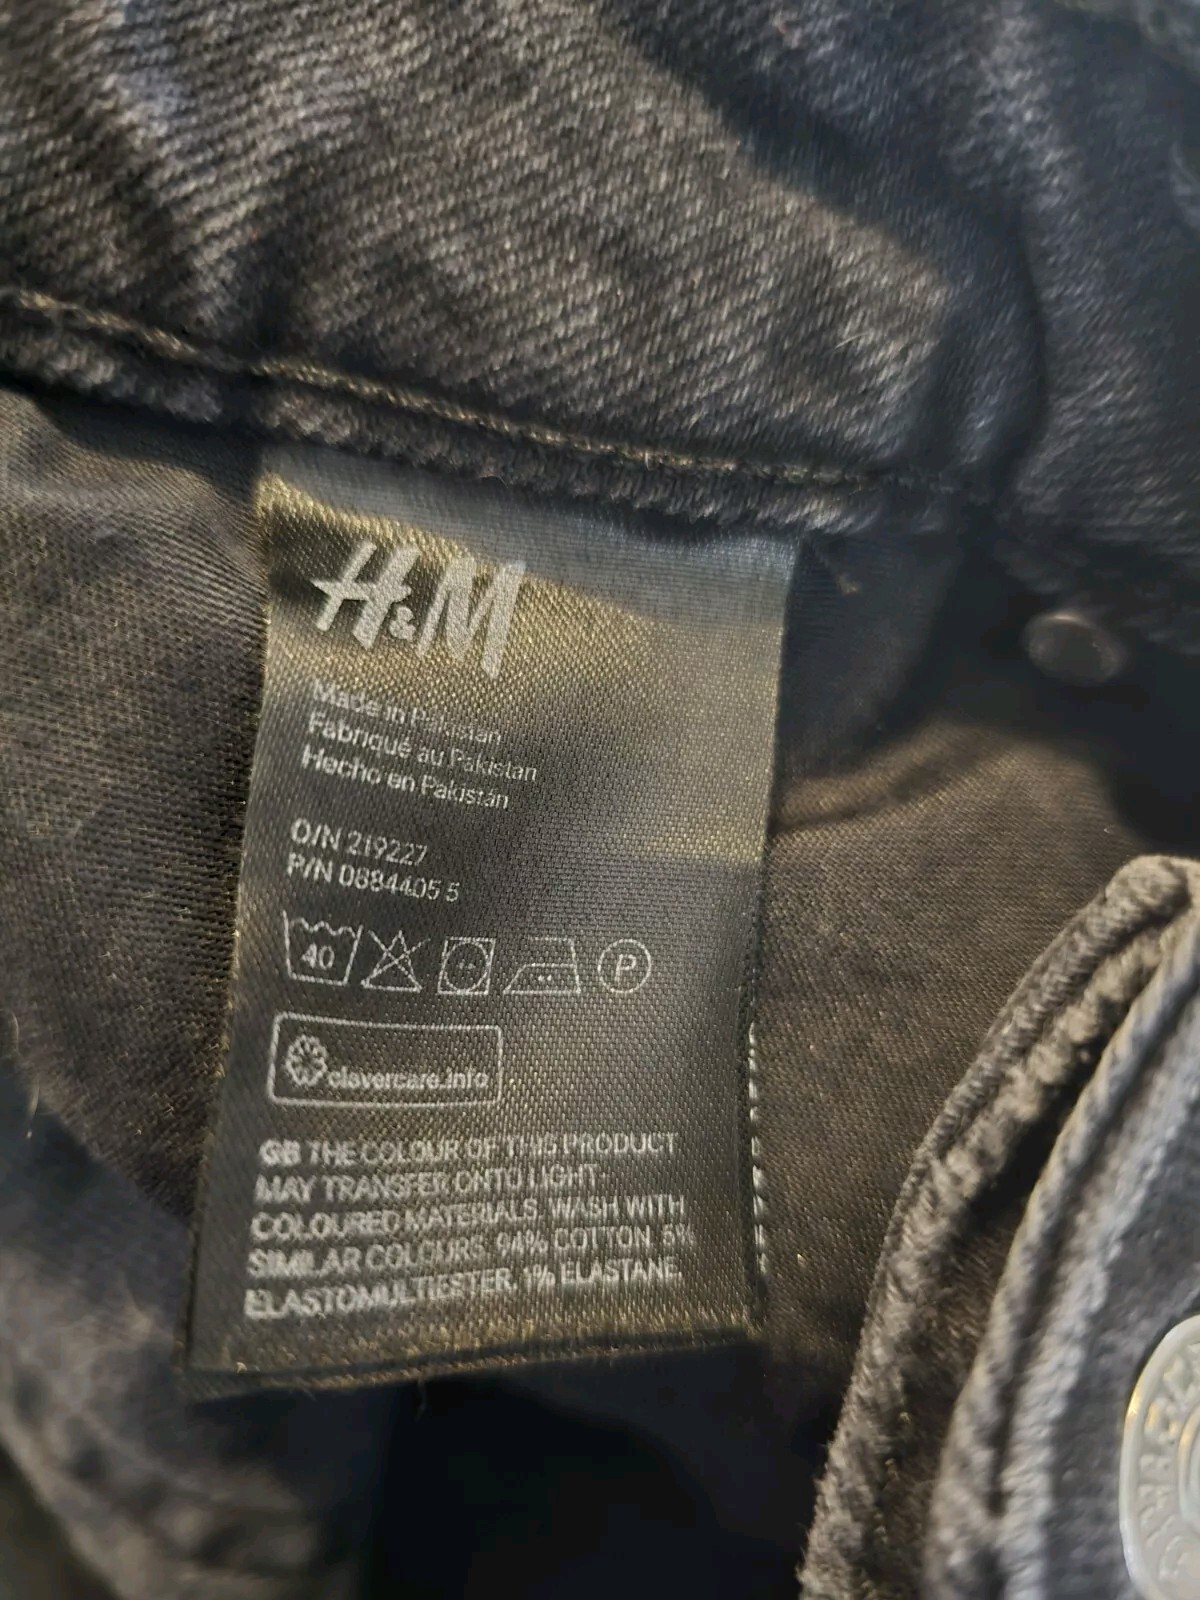 H&M
Made in Pakistan
Fabriqué au Pakistan
Hecho en Pakistán
O/N 219227
P/N 0884405 5
40
P
clevercare.info
GB THE COLOUR OF THIS PRODUCT
MAY TRANSFER ONTO LIGHT-
COLOURED MATERIALS. WASH WITH
SIMILAR COLOURS. 94% COTTON, 5%
ELASTOMULTIESTER, 1% ELASTANE